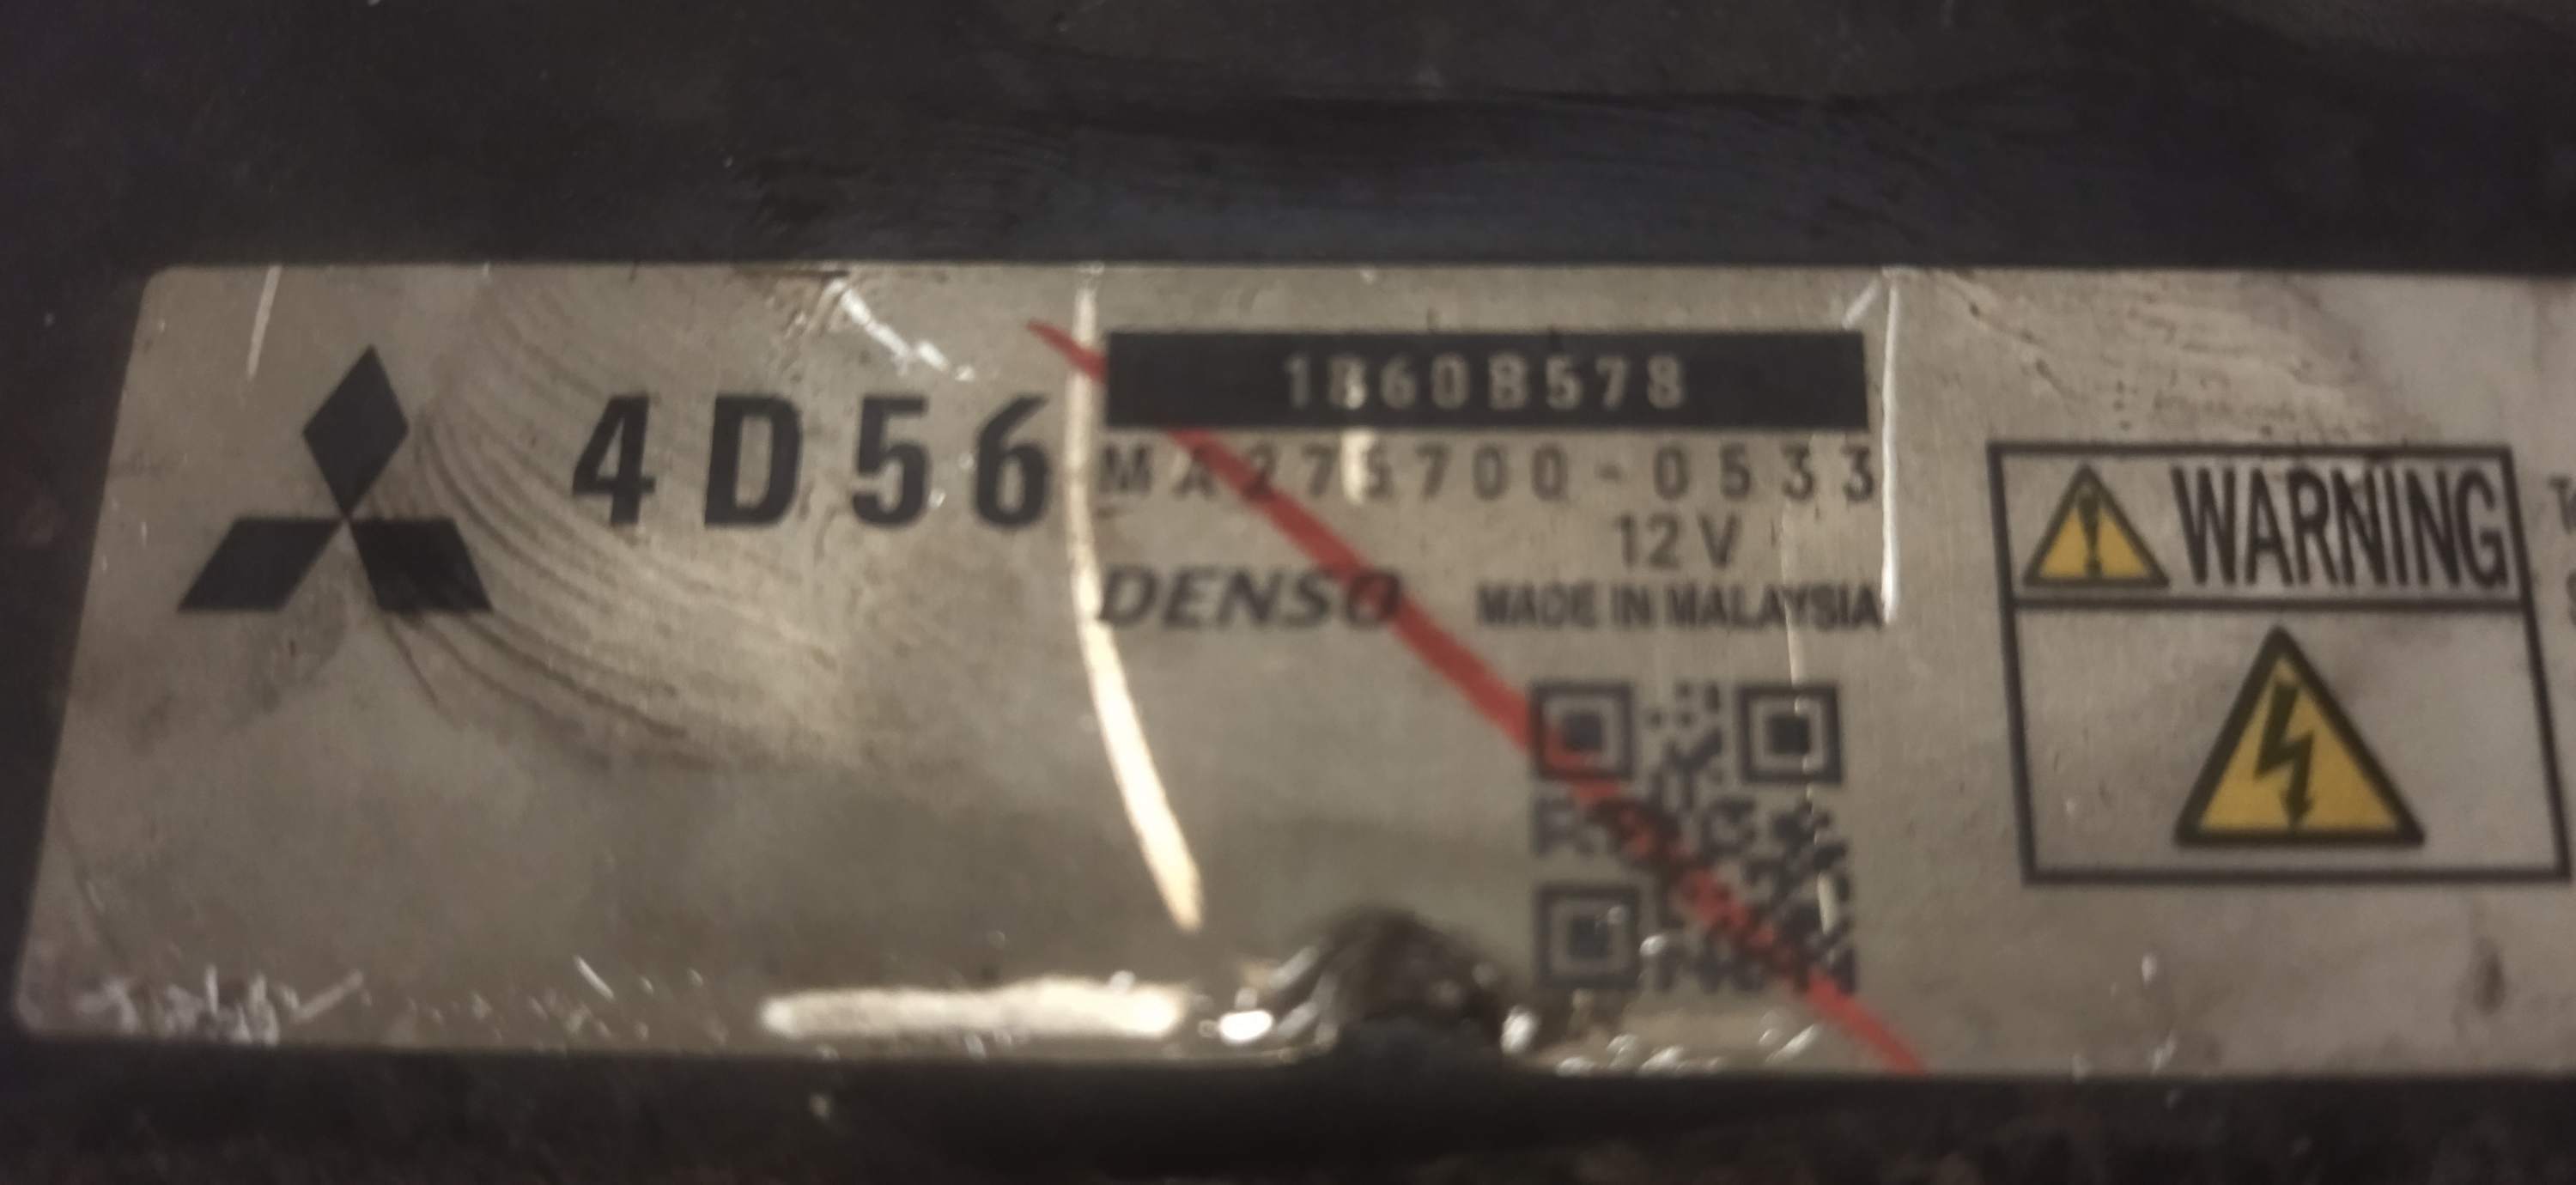 4D56
1860B578
MA275700-0533
12V
DENSO
MADE IN MALAYSIA
WARNING